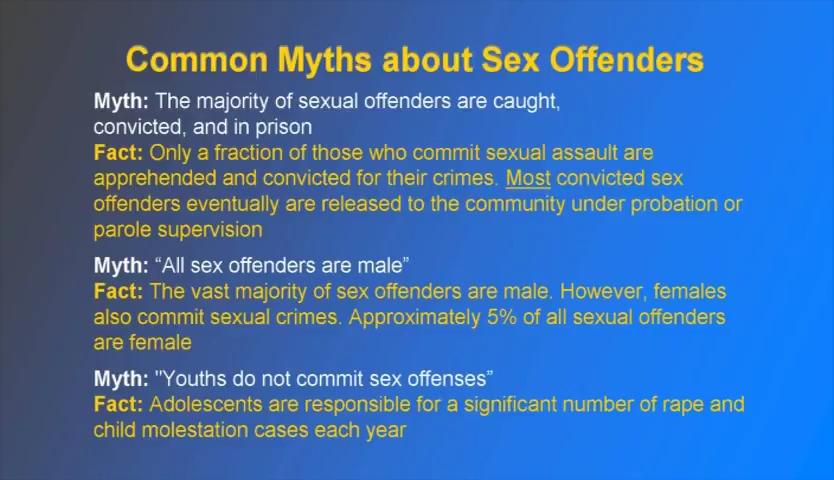 Common Myths about Sex Offenders
Myth: The majority of sexual offenders are caught,
convicted, and in prison
Fact: Only a fraction of those who commit sexual assault are
apprehended and convicted for their crimes. Most convicted sex
offenders eventually are released to the community under probation or
parole supervision
Myth: “All sex offenders are male”
Fact: The vast majority of sex offenders are male. However, females
also commit sexual crimes. Approximately 5% of all sexual offenders
are female
Myth: "Youths do not commit sex offenses”
Fact: Adolescents are responsible for a significant number of rape and
child molestation cases each year